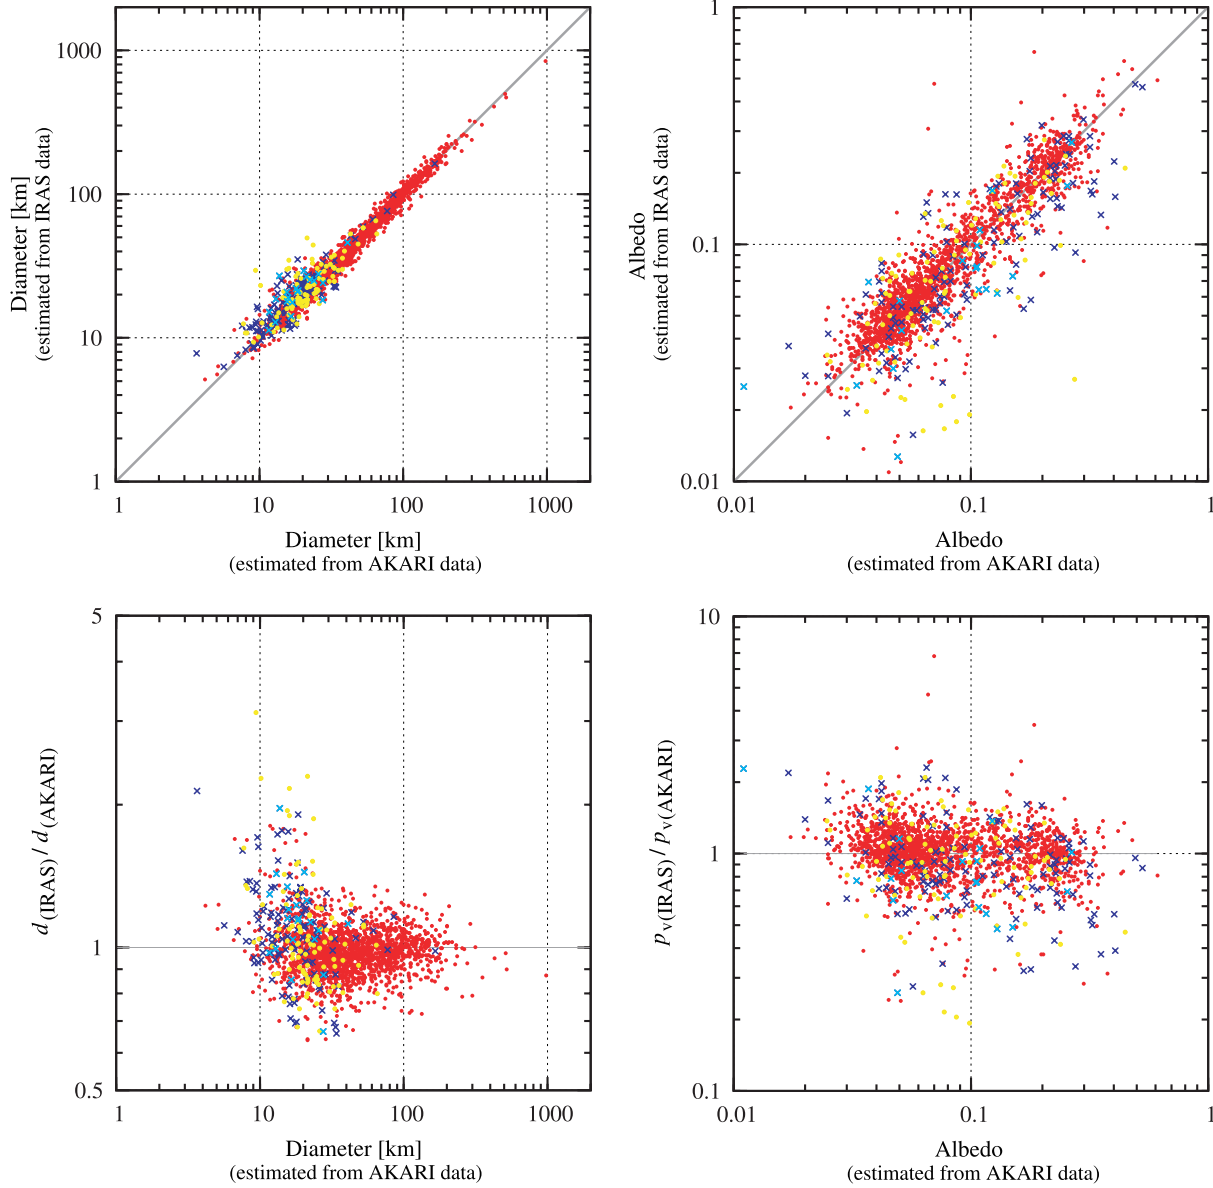 Diameter [km]
(estimated from IRAS data)
1000
100
10
1
1 10 100 1000
Diameter [km]
(estimated from AKARI data)
Albedo
(estimated from IRAS data)
1
0.1
0.01
0.01 0.1 1
Albedo
(estimated from AKARI data)
d(IRAS) / d(AKARI)
5
1
0.5
1 10 100 1000
Diameter [km]
(estimated from AKARI data)
pv(IRAS) / pv(AKARI)
10
1
0.1
0.01 0.1 1
Albedo
(estimated from AKARI data)